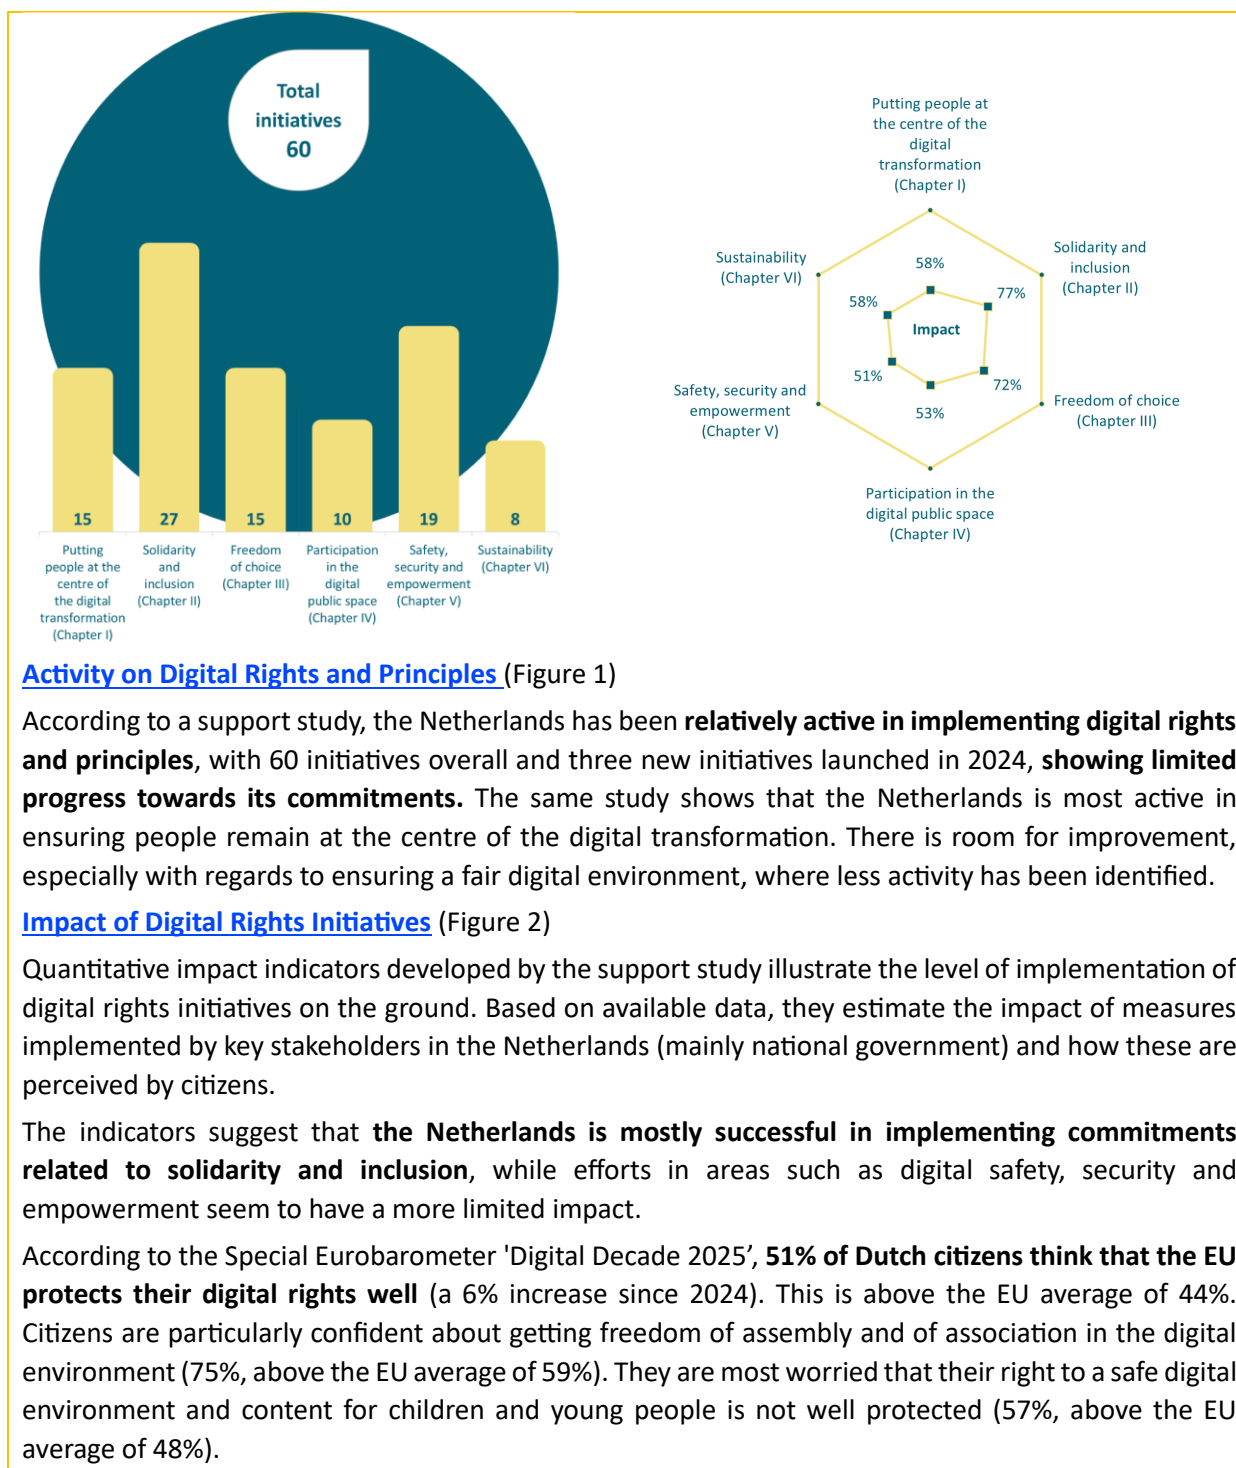 Total
initiatives
60
15
27
15
10
19
8
Putting
people at the
centre of
the digital
transformation
(Chapter I)
Solidarity
and
inclusion
(Chapter II)
Freedom
of choice
(Chapter III)
Participation
in the
digital
public space
(Chapter IV)
Safety,
security and
empowerment
(Chapter V)
Sustainability
(Chapter VI)
Putting people at
the centre of the
digital
transformation
(Chapter I)
Solidarity and
inclusion
(Chapter II)
Freedom of choice
(Chapter III)
Participation in the
digital public space
(Chapter IV)
Safety, security and
empowerment
(Chapter V)
Sustainability
(Chapter VI)
58%
77%
72%
53%
51%
58%
Impact
Activity on Digital Rights and Principles (Figure 1)
According to a support study, the Netherlands has been relatively active in implementing digital rights
and principles, with 60 initiatives overall and three new initiatives launched in 2024, showing limited
progress towards its commitments. The same study shows that the Netherlands is most active in
ensuring people remain at the centre of the digital transformation. There is room for improvement,
especially with regards to ensuring a fair digital environment, where less activity has been identified.
Impact of Digital Rights Initiatives (Figure 2)
Quantitative impact indicators developed by the support study illustrate the level of implementation of
digital rights initiatives on the ground. Based on available data, they estimate the impact of measures
implemented by key stakeholders in the Netherlands (mainly national government) and how these are
perceived by citizens.
The indicators suggest that the Netherlands is mostly successful in implementing commitments
related to solidarity and inclusion, while efforts in areas such as digital safety, security and
empowerment seem to have a more limited impact.
According to the Special Eurobarometer 'Digital Decade 2025’, 51% of Dutch citizens think that the EU
protects their digital rights well (a 6% increase since 2024). This is above the EU average of 44%.
Citizens are particularly confident about getting freedom of assembly and of association in the digital
environment (75%, above the EU average of 59%). They are most worried that their right to a safe digital
environment and content for children and young people is not well protected (57%, above the EU
average of 48%).